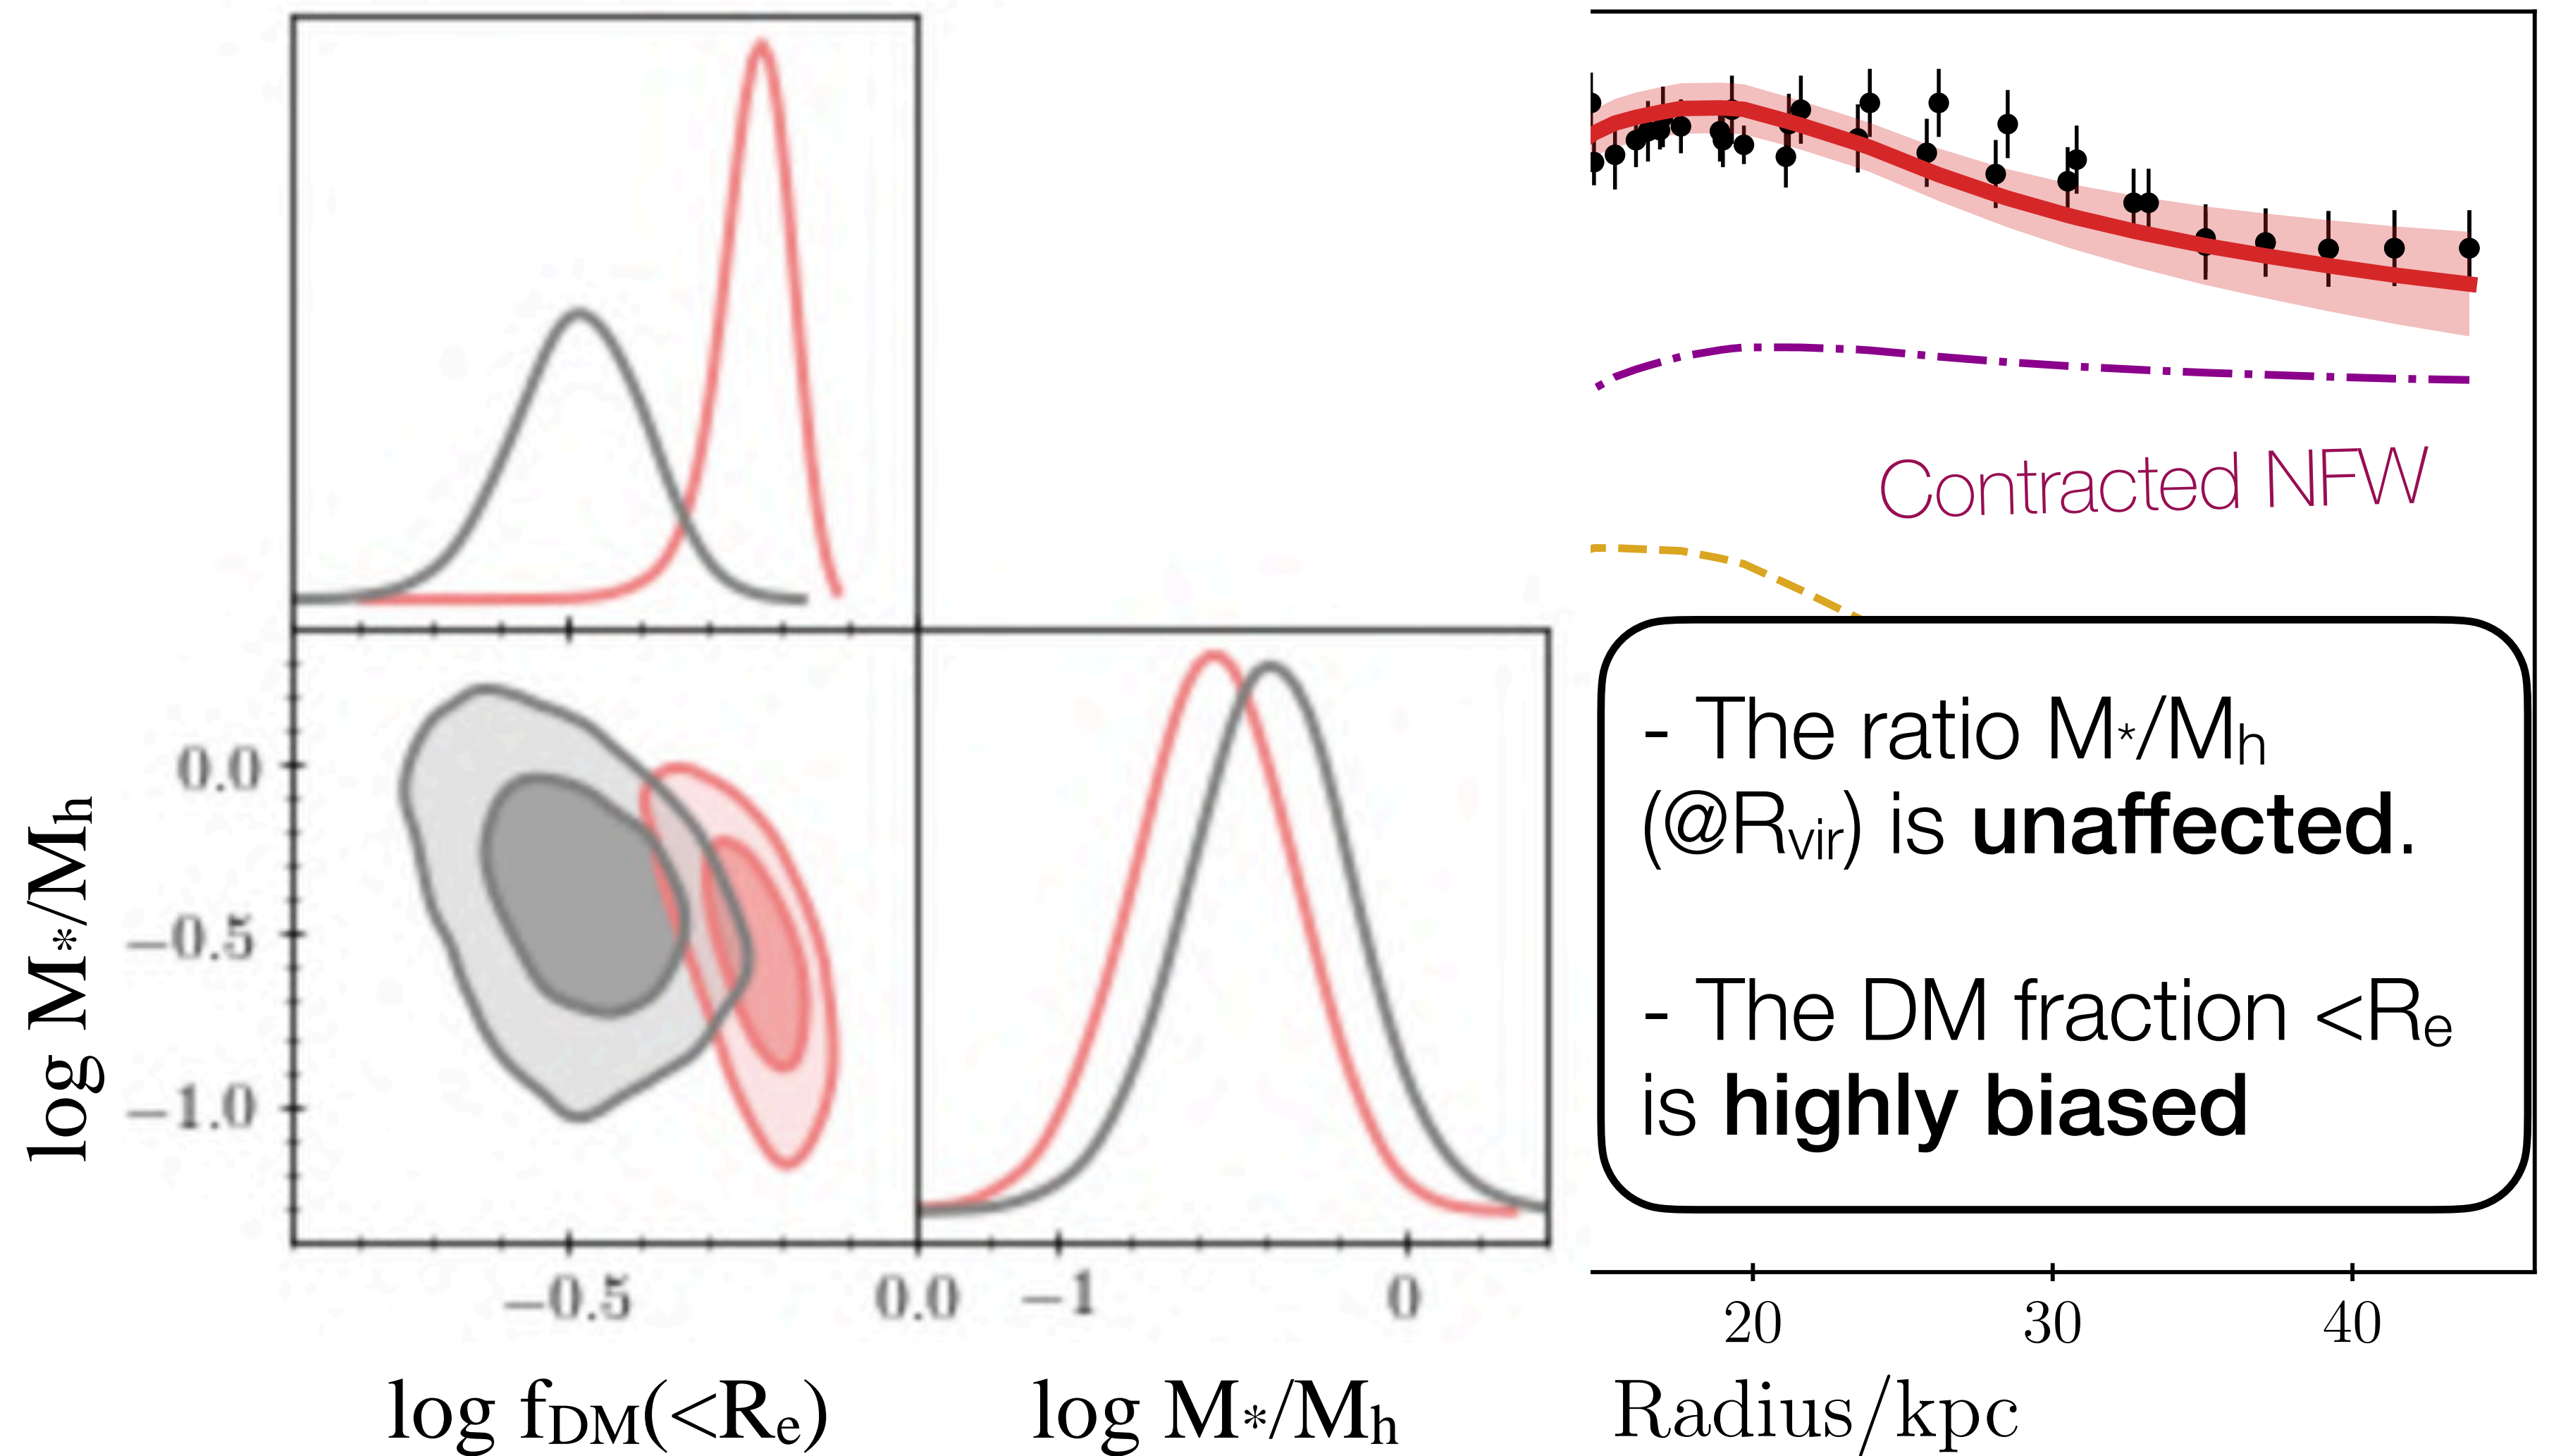 Contracted NFW
- The ratio M*/Mh
(@Rvir) is unaffected.
- The DM fraction <Re
is highly biased
log M*/Mh
0.0
−0.5
−1.0
−0.5
0.0
−1
0
20
30
40
log fDM(<Re)
log M*/Mh
Radius/kpc